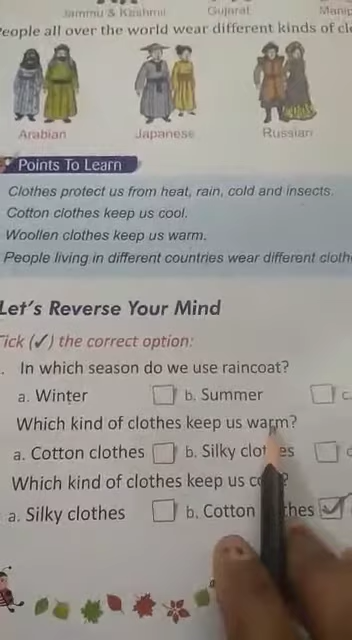 Jammu & Kashmir Gujarat Manip
People all over the world wear different kinds of clo
Arabian Japanese Russian
Points To Learn
Clothes protect us from heat, rain, cold and insects.
Cotton clothes keep us cool.
Woollen clothes keep us warm.
People living in different countries wear different cloth
Let's Reverse Your Mind
Tick (✓) the correct option:
. In which season do we use raincoat?
a. Winter b. Summer c.
Which kind of clothes keep us warm?
a. Cotton clothes b. Silky clothes
Which kind of clothes keep us ?
a. Silky clothes b. Cotton clothes